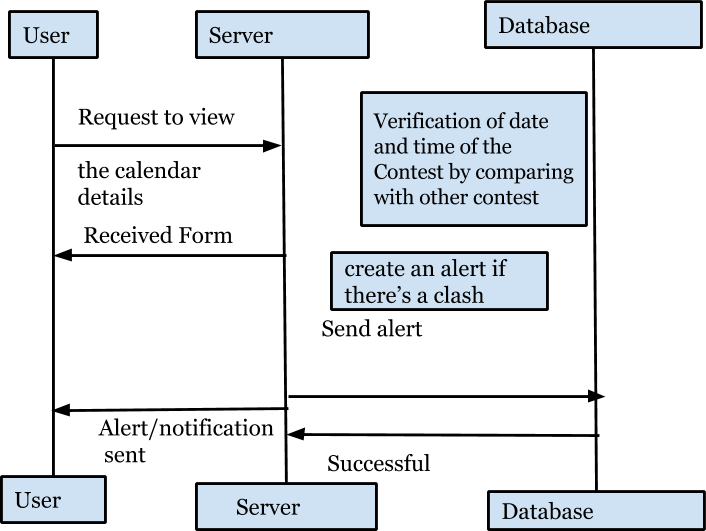 User
Server
Database
Request to view
the calendar
details
Verification of date
and time of the
Contest by comparing
with other contest
Received Form
create an alert if
there's a clash
Send alert
Alert/notification
sent
Successful
User
Server
Database